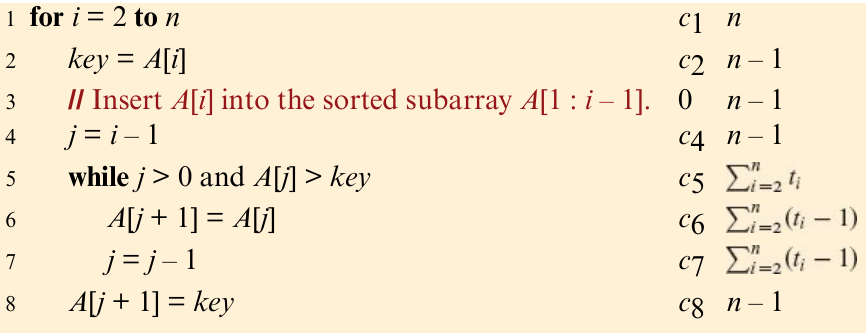 1 for i = 2 to n c1 n
2 key = A[i] c2 n – 1
3 // Insert A[i] into the sorted subarray A[1 : i – 1]. 0 n – 1
4 j = i – 1 c4 n – 1
5 while j > 0 and A[j] > key c5 ∑ⁿᵢ₌₂ tᵢ
6 A[j + 1] = A[j] c6 ∑ⁿᵢ₌₂(tᵢ − 1)
7 j = j – 1 c7 ∑ⁿᵢ₌₂(tᵢ − 1)
8 A[j + 1] = key c8 n – 1